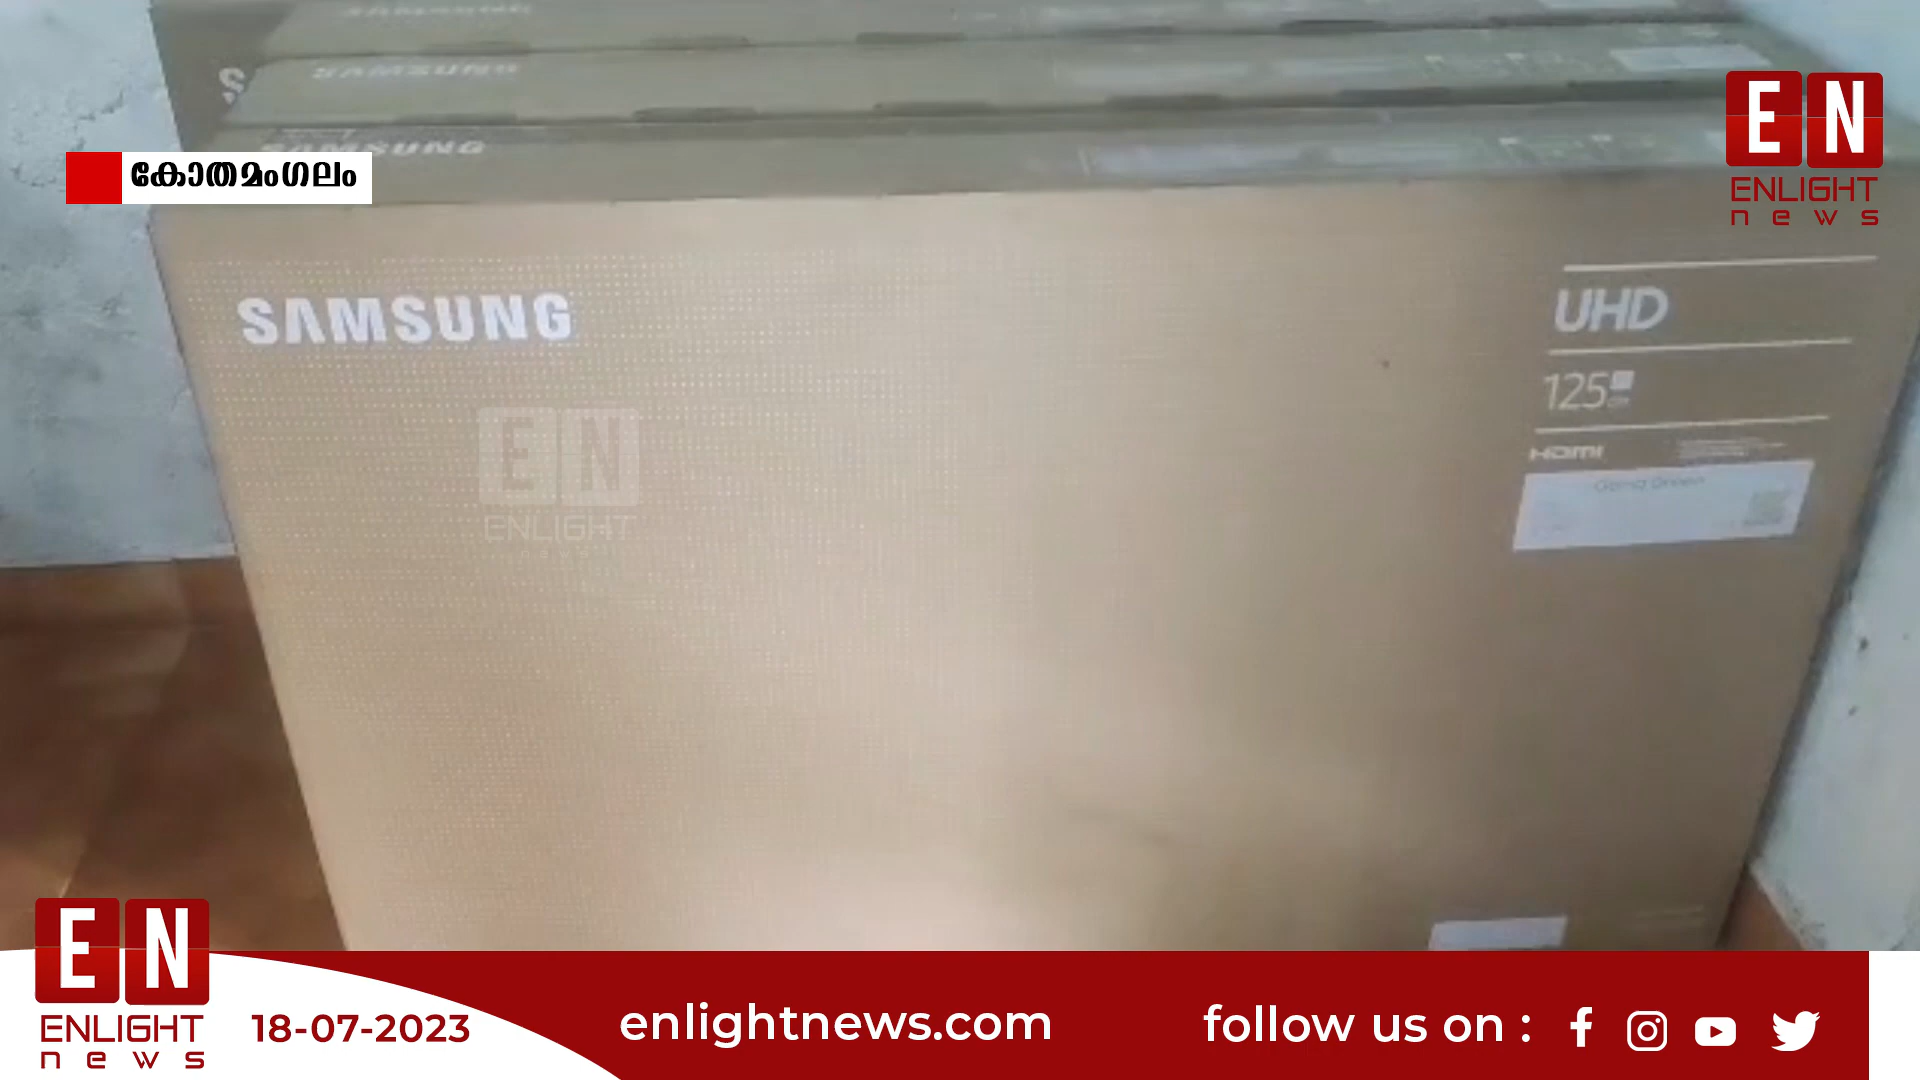 SAMSUNG
SAMSUNG
SAMSUNG
കോതമംഗലം
EN
ENLIGHT
news
SAMSUNG
UHD
125
HDMI
EN
ENLIGHT
news
EN
ENLIGHT
news
18-07-2023
enlightnews.com
follow us on :